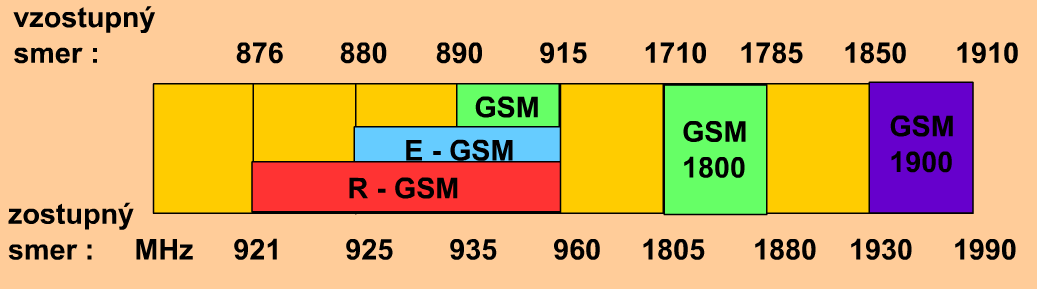 vzostupný
smer : 876 880 890 915 1710 1785 1850 1910
GSM
E - GSM
R - GSM
GSM
1800
GSM
1900
zostupný
smer : MHz 921 925 935 960 1805 1880 1930 1990